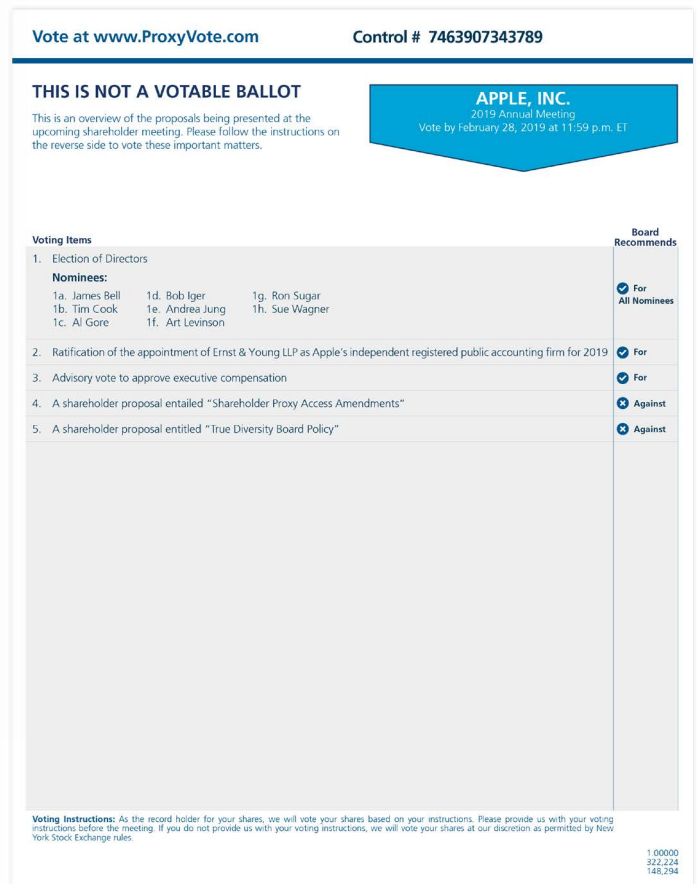 Vote at www.ProxyVote.com
Control # 7463907343789
THIS IS NOT A VOTABLE BALLOT
This is an overview of the proposals being presented at the
upcoming shareholder meeting. Please follow the instructions on
the reverse side to vote these important matters.
APPLE, INC.
2019 Annual Meeting
Vote by February 28, 2019 at 11:59 p.m. ET
Voting Items
Board
Recommends
1. Election of Directors
Nominees:
1a. James Bell 1d. Bob Iger 1g. Ron Sugar
1b. Tim Cook 1e. Andrea Jung 1h. Sue Wagner
1c. Al Gore 1f. Art Levinson
For
All Nominees
2. Ratification of the appointment of Ernst & Young LLP as Apple's independent registered public accounting firm for 2019 For
3. Advisory vote to approve executive compensation For
4. A shareholder proposal entailed "Shareholder Proxy Access Amendments" Against
5. A shareholder proposal entitled "True Diversity Board Policy" Against
Voting Instructions: As the record holder for your shares, we will vote your shares based on your instructions. Please provide us with your voting
instructions before the meeting. If you do not provide us with your voting instructions, we will vote your shares at our discretion as permitted by New
York Stock Exchange rules.
1.00000
322,224
148,294